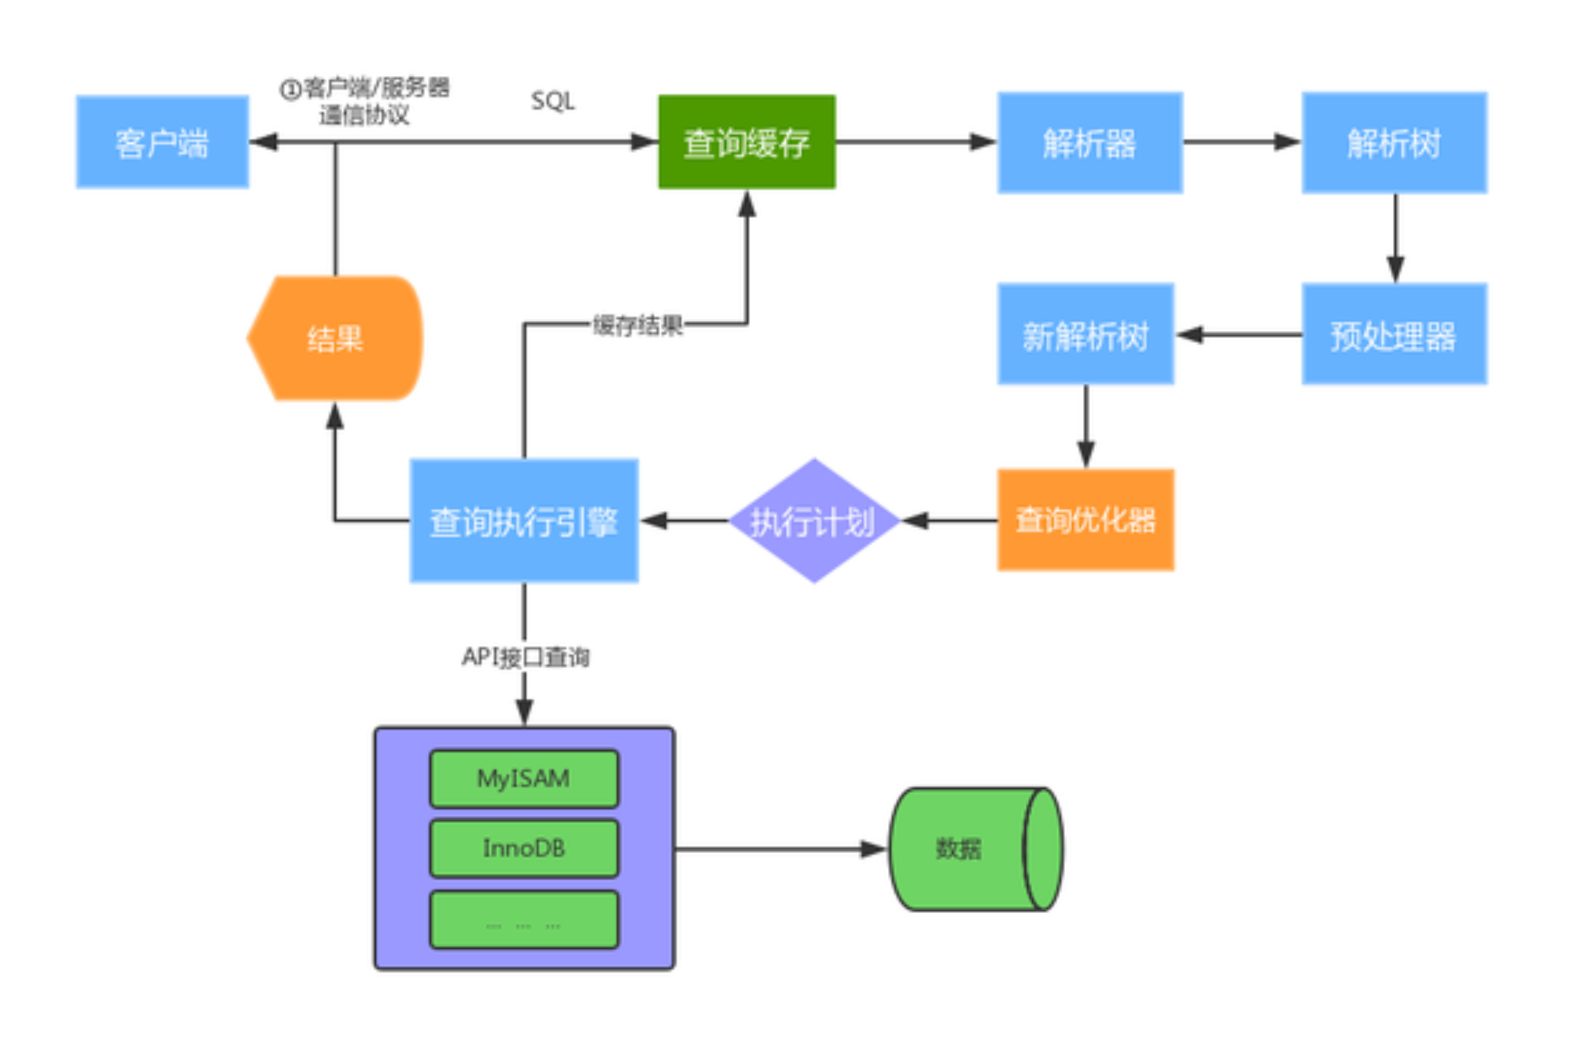 ①客户端/服务器
通信协议
SQL
客户端
查询缓存
解析器
解析树
结果
缓存结果
新解析树
预处理器
查询执行引擎
执行计划
查询优化器
API接口查询
MyISAM
InnoDB
... ... ...
数据